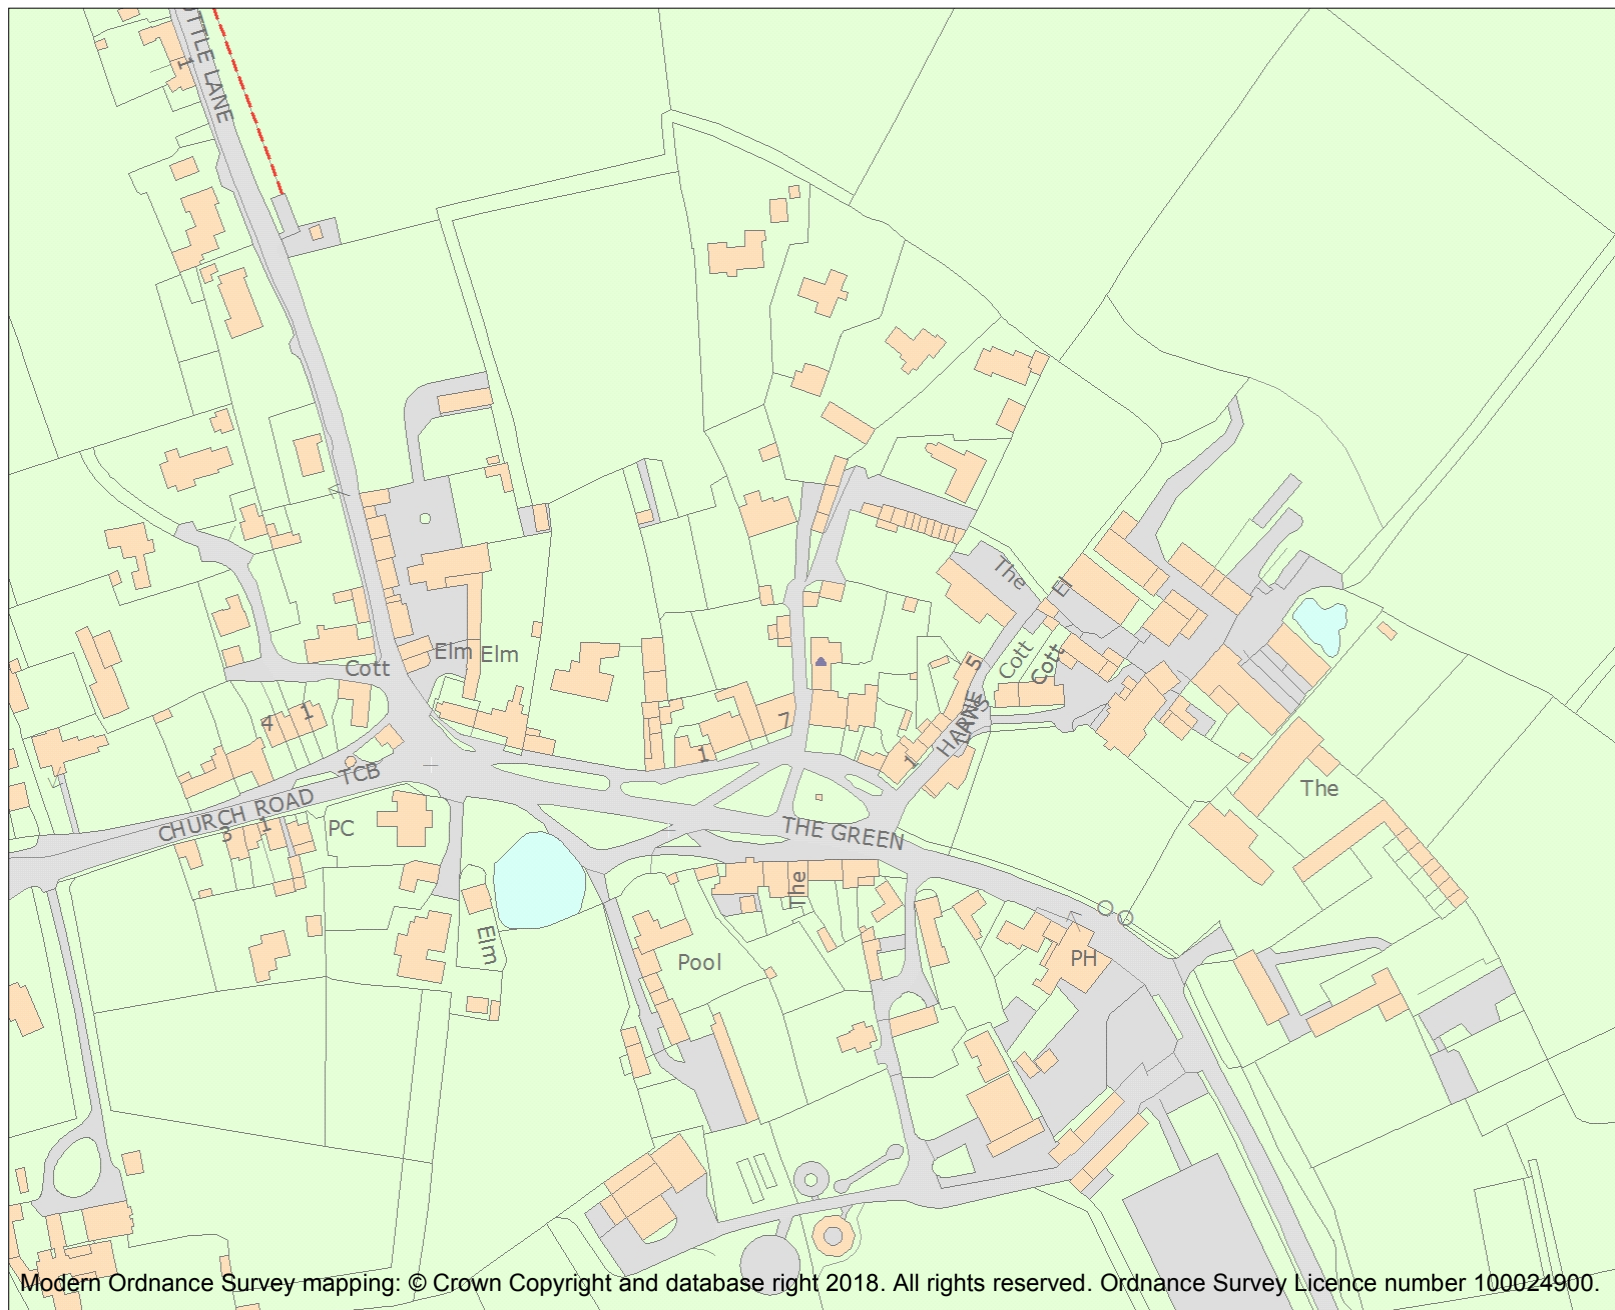 TTLE LANE
1
The
El
Cott
Cott
5
5
Elm
Elm
Cott
4
1
7
1
1
TCB
CHURCH ROAD
3
1
PC
THE GREEN
The
The
Elm
Pool
PH
Modern Ordnance Survey mapping: © Crown Copyright and database right 2018. All rights reserved. Ordnance Survey Licence number 100024900.